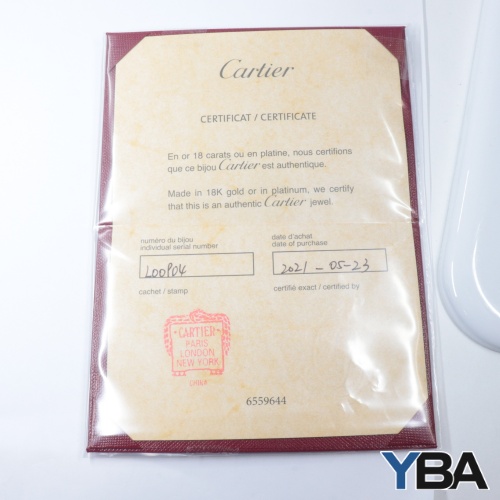 Cartier
CERTIFICAT / CERTIFICATE
En or 18 carats ou en platine, nous certifions
que ce bijou Cartier est authentique.
Made in 18K gold or in platinum, we certify
that this is an authentic Cartier jewel.
numéro du bijou
individual serial number
LOOP04
date d'achat
date of purchase
2021-05-23
cachet / stamp
certifié exact / certified by
CARTIER
PARIS
LONDON
NEW YORK
6559644
YBA